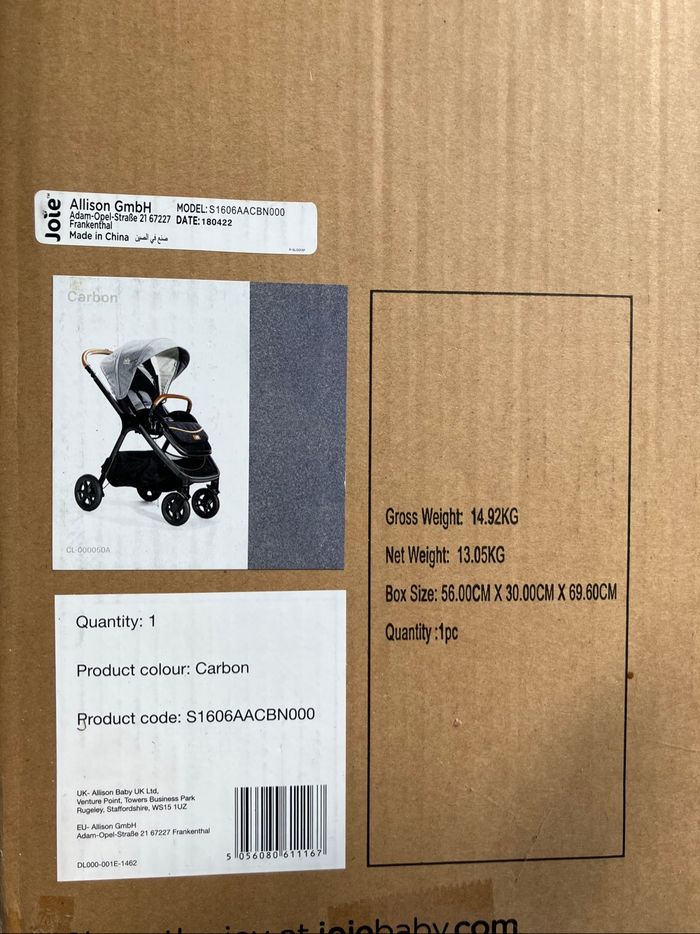 Joie
Allison GmbH
Adam-Opel-Straße 21 67227
Frankenthal
Made in China صنع في الصين
MODEL: S1606AACBN000
DATE: 180422
Carbon
CL-000050A
Gross Weight: 14.92KG
Net Weight: 13.05KG
Box Size: 56.00CM X 30.00CM X 69.60CM
Quantity :1pc
Quantity: 1
Product colour: Carbon
Product code: S1606AACBN000
UK- Allison Baby UK Ltd,
Venture Point, Towers Business Park
Rugeley, Staffordshire, WS15 1UZ
EU- Allison GmbH
Adam-Opel-Straße 21 67227 Frankenthal
DL000-001E-1462
5 056080 611167
joiebaby.com